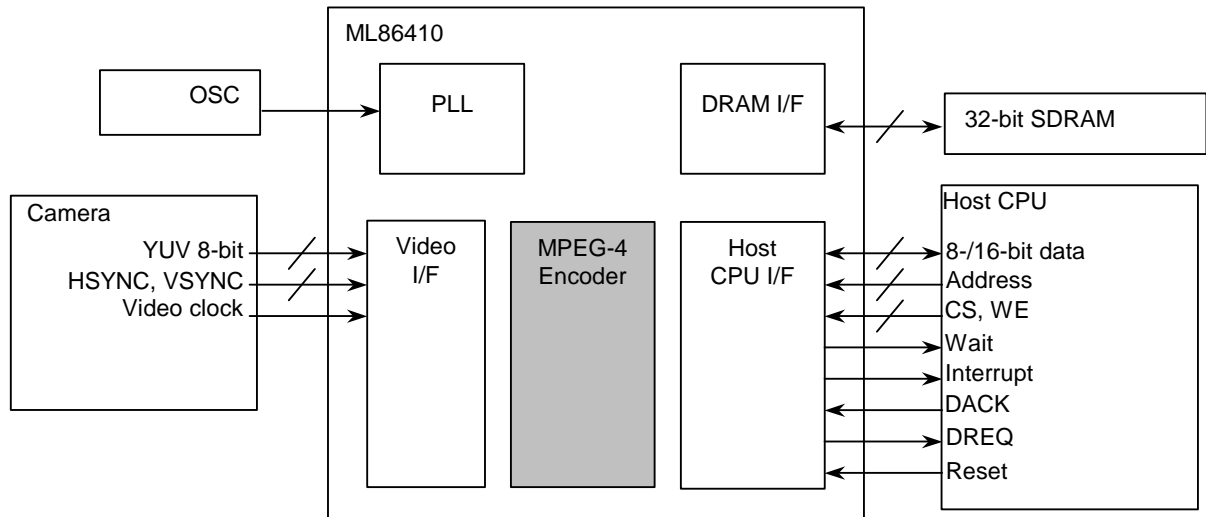 ML86410
OSC
PLL
DRAM I/F
32-bit SDRAM
Camera
YUV 8-bit
HSYNC, VSYNC
Video clock
Video
I/F
MPEG-4
Encoder
Host
CPU I/F
Host CPU
8-/16-bit data
Address
CS, WE
Wait
Interrupt
DACK
DREQ
Reset